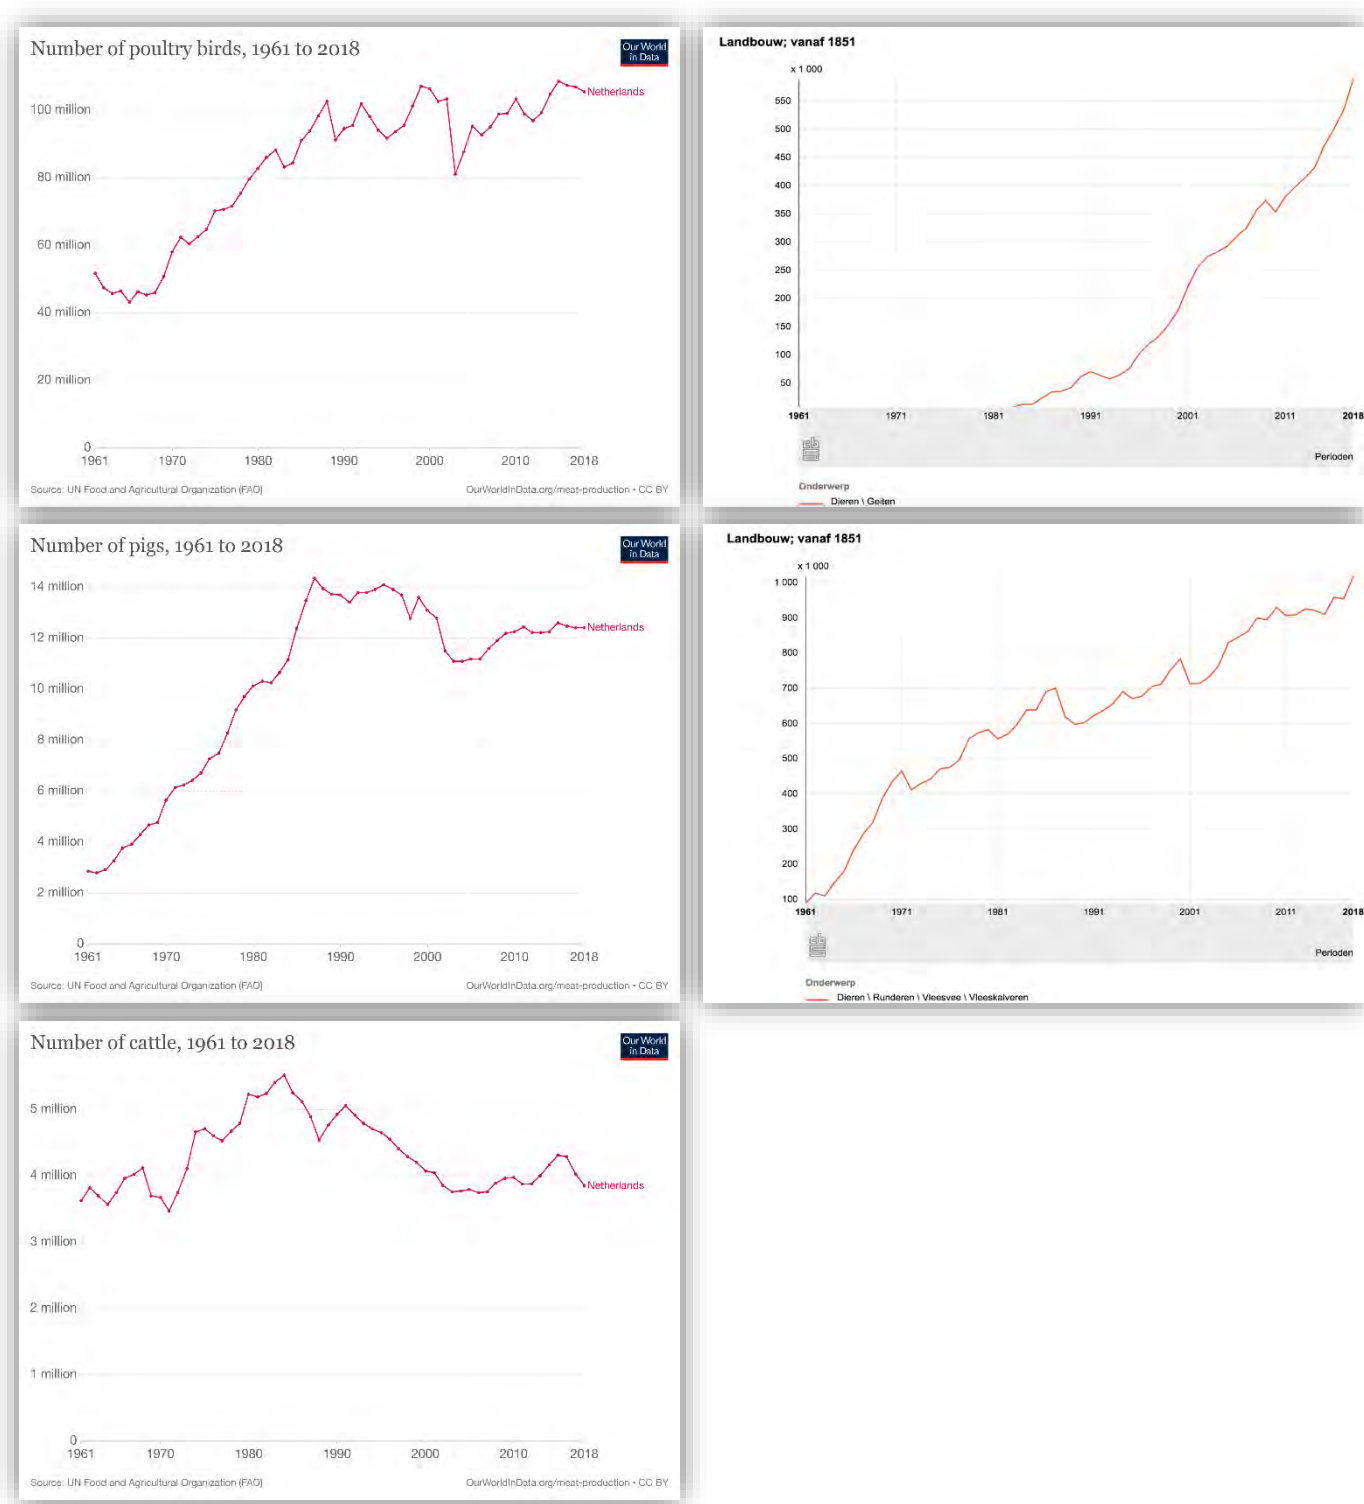 Number of poultry birds, 1961 to 2018
Our World
in Data
100 million
80 million
60 million
40 million
20 million
0
Netherlands
1961 1970 1980 1990 2000 2010 2018
Source: UN Food and Agricultural Organization (FAO)
OurWorldInData.org/meat-production • CC BY
Landbouw; vanaf 1851
x 1 000
550
500
450
400
350
300
250
200
150
100
50
1961 1971 1981 1991 2001 2011 2018
Perioden
Onderwerp
Dieren \ Geiten
Number of pigs, 1961 to 2018
Our World
in Data
14 million
12 million
10 million
8 million
6 million
4 million
2 million
0
Netherlands
1961 1970 1980 1990 2000 2010 2018
Source: UN Food and Agricultural Organization (FAO)
OurWorldInData.org/meat-production • CC BY
Landbouw; vanaf 1851
x 1 000
1 000
900
800
700
600
500
400
300
200
100
1961 1971 1981 1991 2001 2011 2018
Perioden
Onderwerp
Dieren \ Runderen \ Vleesvee \ Vleeskalveren
Number of cattle, 1961 to 2018
Our World
in Data
5 million
4 million
3 million
2 million
1 million
0
Netherlands
1961 1970 1980 1990 2000 2010 2018
Source: UN Food and Agricultural Organization (FAO)
OurWorldInData.org/meat-production • CC BY